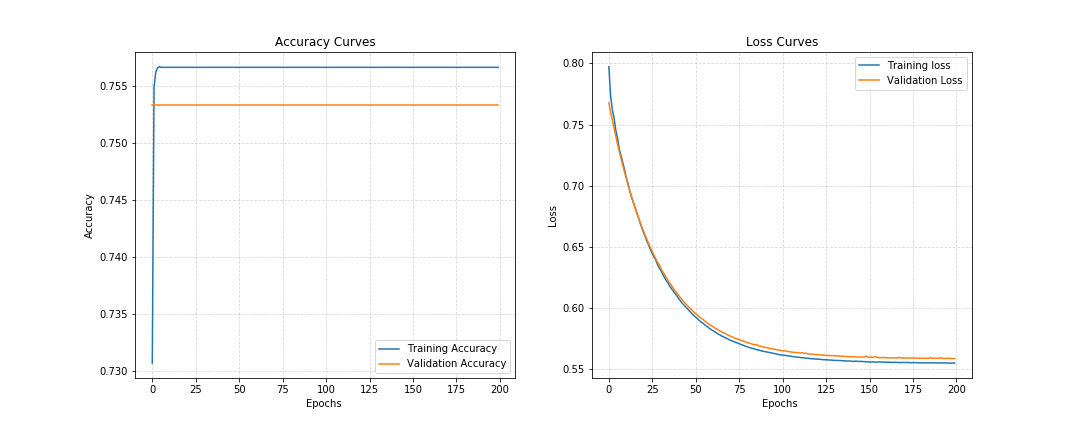 Accuracy Curves
0.755
0.750
0.745
0.740
0.735
0.730
Accuracy
0 25 50 75 100 125 150 175 200
Epochs
Training Accuracy
Validation Accuracy
Loss Curves
0.80
0.75
0.70
0.65
0.60
0.55
Loss
0 25 50 75 100 125 150 175 200
Epochs
Training loss
Validation Loss